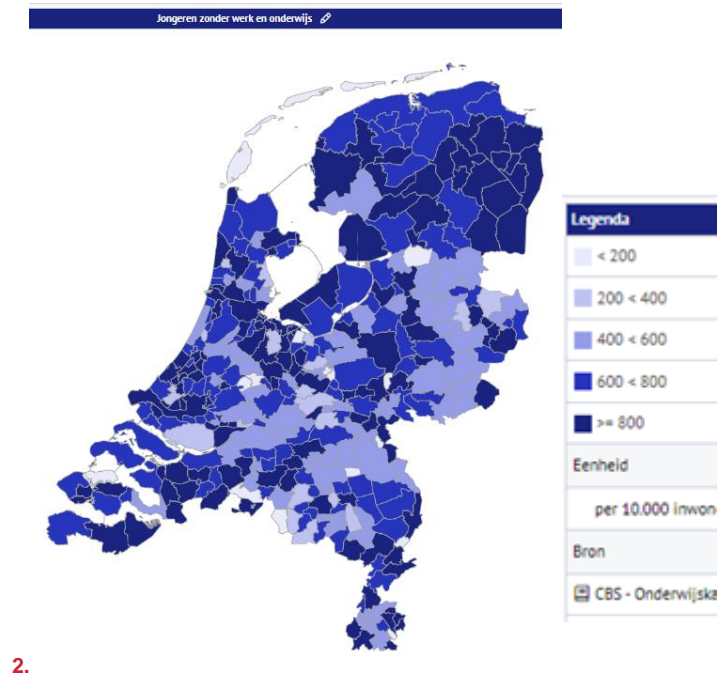 Jongeren zonder werk en onderwijs
Legenda
< 200
200 < 400
400 < 600
600 < 800
>= 800
Eenheid
per 10.000 inwon
Bron
CBS - Onderwijska
2.